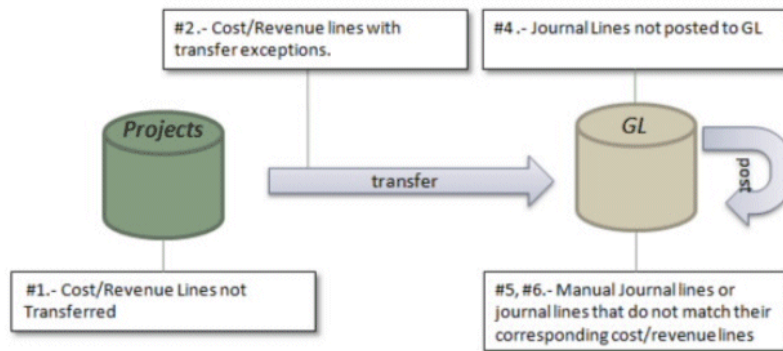 #2.- Cost/Revenue lines with
transfer exceptions.
#4 .- Journal Lines not posted to GL
Projects
GL
transfer
post
#1.- Cost/Revenue Lines not
Transferred
#5, #6.- Manual Journal lines or
journal lines that do not match their
corresponding cost/revenue lines